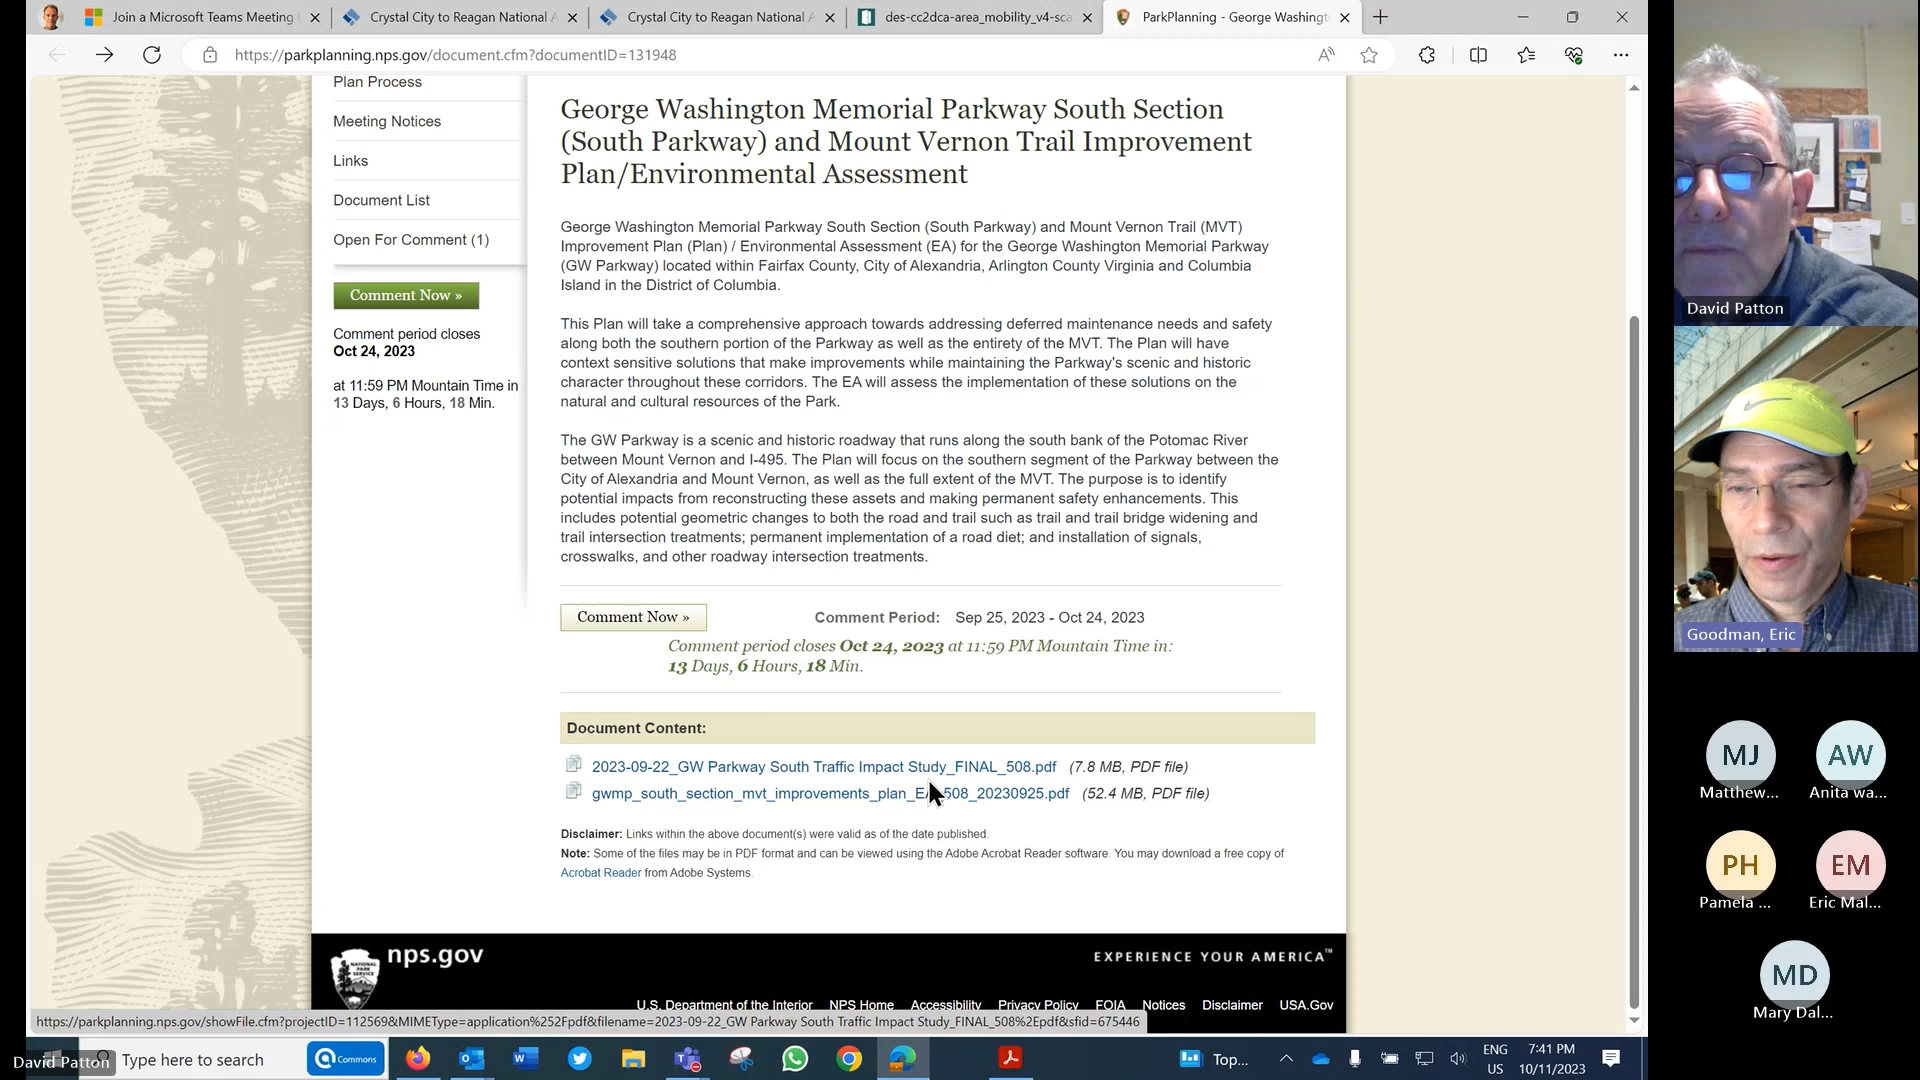 Join a Microsoft Teams Meeting
Crystal City to Reagan National A
Crystal City to Reagan National A
des-cc2dca-area_mobility_v4-sca
ParkPlanning - George Washingt
https://parkplanning.nps.gov/document.cfm?documentID=131948
Plan Process
Meeting Notices
Links
Document List
Open For Comment (1)
Comment Now »
Comment period closes
Oct 24, 2023
at 11:59 PM Mountain Time in
13 Days, 6 Hours, 18 Min.
George Washington Memorial Parkway South Section
(South Parkway) and Mount Vernon Trail Improvement
Plan/Environmental Assessment
George Washington Memorial Parkway South Section (South Parkway) and Mount Vernon Trail (MVT)
Improvement Plan (Plan) / Environmental Assessment (EA) for the George Washington Memorial Parkway
(GW Parkway) located within Fairfax County, City of Alexandria, Arlington County Virginia and Columbia
Island in the District of Columbia.
This Plan will take a comprehensive approach towards addressing deferred maintenance needs and safety
along both the southern portion of the Parkway as well as the entirety of the MVT. The Plan will have
context sensitive solutions that make improvements while maintaining the Parkway's scenic and historic
character throughout these corridors. The EA will assess the implementation of these solutions on the
natural and cultural resources of the Park.
The GW Parkway is a scenic and historic roadway that runs along the south bank of the Potomac River
between Mount Vernon and I-495. The Plan will focus on the southern segment of the Parkway between the
City of Alexandria and Mount Vernon, as well as the full extent of the MVT. The purpose is to identify
potential impacts from reconstructing these assets and making permanent safety enhancements. This
includes potential geometric changes to both the road and trail such as trail and trail bridge widening and
trail intersection treatments; permanent implementation of a road diet; and installation of signals,
crosswalks, and other roadway intersection treatments.
Comment Now »
Comment Period: Sep 25, 2023 - Oct 24, 2023
Comment period closes Oct 24, 2023 at 11:59 PM Mountain Time in:
13 Days, 6 Hours, 18 Min.
Document Content:
2023-09-22_GW Parkway South Traffic Impact Study_FINAL_508.pdf (7.8 MB, PDF file)
gwmp_south_section_mvt_improvements_plan_EA_508_20230925.pdf (52.4 MB, PDF file)
Disclaimer: Links within the above document(s) were valid as of the date published.
Note: Some of the files may be in PDF format and can be viewed using the Adobe Acrobat Reader software. You may download a free copy of
Acrobat Reader from Adobe Systems.
nps.gov
EXPERIENCE YOUR AMERICA™
U.S. Department of the Interior NPS Home Accessibility Privacy Policy FOIA Notices Disclaimer USA.Gov
https://parkplanning.nps.gov/showFile.cfm?projectID=112569&MIMEType=application%252Fpdf&filename=2023-09-22_GW Parkway South Traffic Impact Study_FINAL_508%2Epdf&sfid=675446
David Patton
Type here to search
Commons
Top...
ENG
US
7:41 PM
10/11/2023
David Patton
Goodman, Eric
MJ
Matthew...
AW
Anita wa...
PH
Pamela ...
EM
Eric Mal...
MD
Mary Dal...